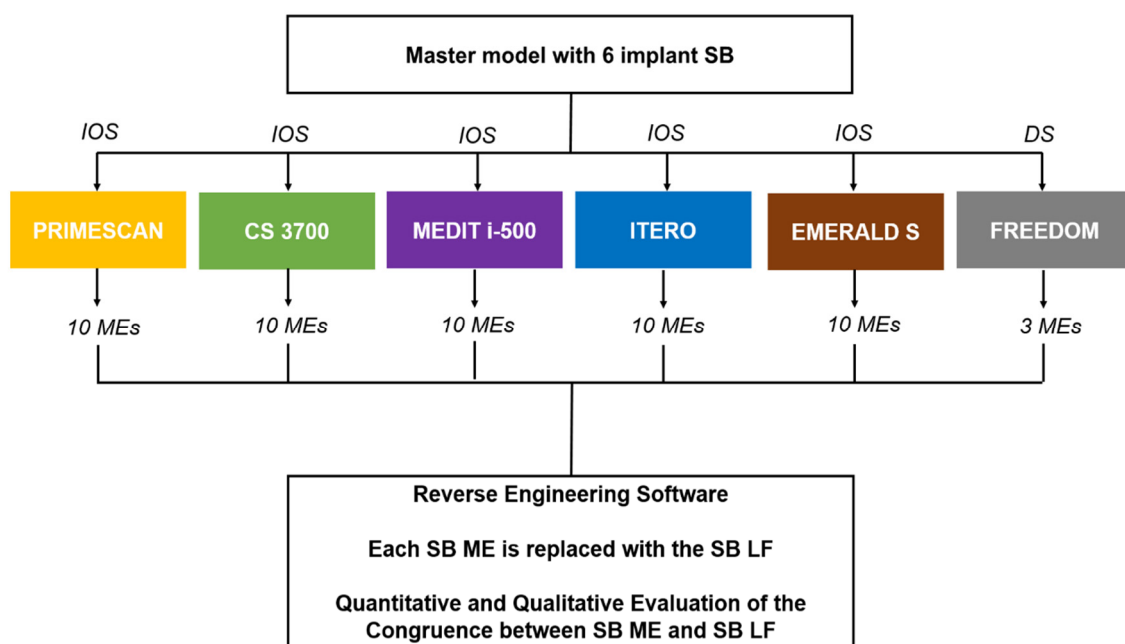 Master model with 6 implant SB
IOS IOS IOS IOS IOS DS
PRIMESCAN CS 3700 MEDIT i-500 ITERO EMERALD S FREEDOM
10 MEs 10 MEs 10 MEs 10 MEs 10 MEs 3 MEs
Reverse Engineering Software
Each SB ME is replaced with the SB LF
Quantitative and Qualitative Evaluation of the
Congruence between SB ME and SB LF